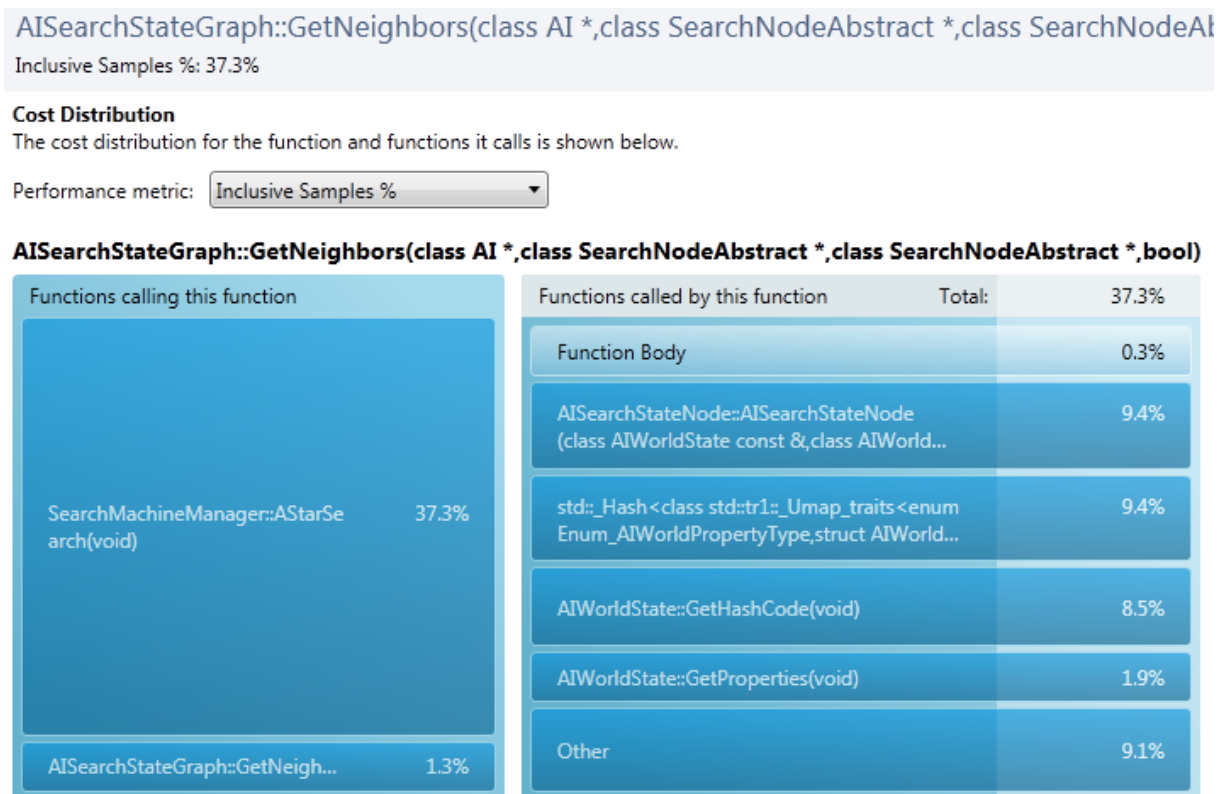 AISearchStateGraph::GetNeighbors(class AI *,class SearchNodeAbstract *,class SearchNodeAb
Inclusive Samples %: 37.3%
Cost Distribution
The cost distribution for the function and functions it calls is shown below.
Performance metric: Inclusive Samples %
AISearchStateGraph::GetNeighbors(class AI *,class SearchNodeAbstract *,class SearchNodeAbstract *,bool)
Functions calling this function
SearchMachineManager::AStarSe 37.3%
arch(void)
AISearchStateGraph::GetNeigh... 1.3%
Functions called by this function Total: 37.3%
Function Body 0.3%
AISearchStateNode::AISearchStateNode 9.4%
(class AIWorldState const &,class AIWorld...
std::_Hash<class std::tr1::_Umap_traits<enum 9.4%
Enum_AIWorldPropertyType,struct AIWorld...
AIWorldState::GetHashCode(void) 8.5%
AIWorldState::GetProperties(void) 1.9%
Other 9.1%